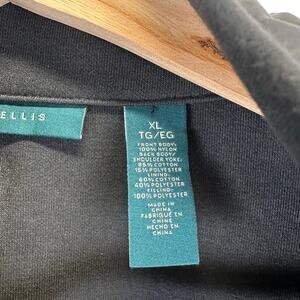 ELLIS
XL
TG/EG
FRONT BODY:
100% NYLON
BACK BODY/
SHOULDER YOKE:
85% COTTON
15% POLYESTER
LINING:
60% COTTON
40% POLYESTER
FILLING:
100% POLYESTER
MADE IN
CHINA
FABRIQUE EN
CHINE
HECHO EN
CHINA